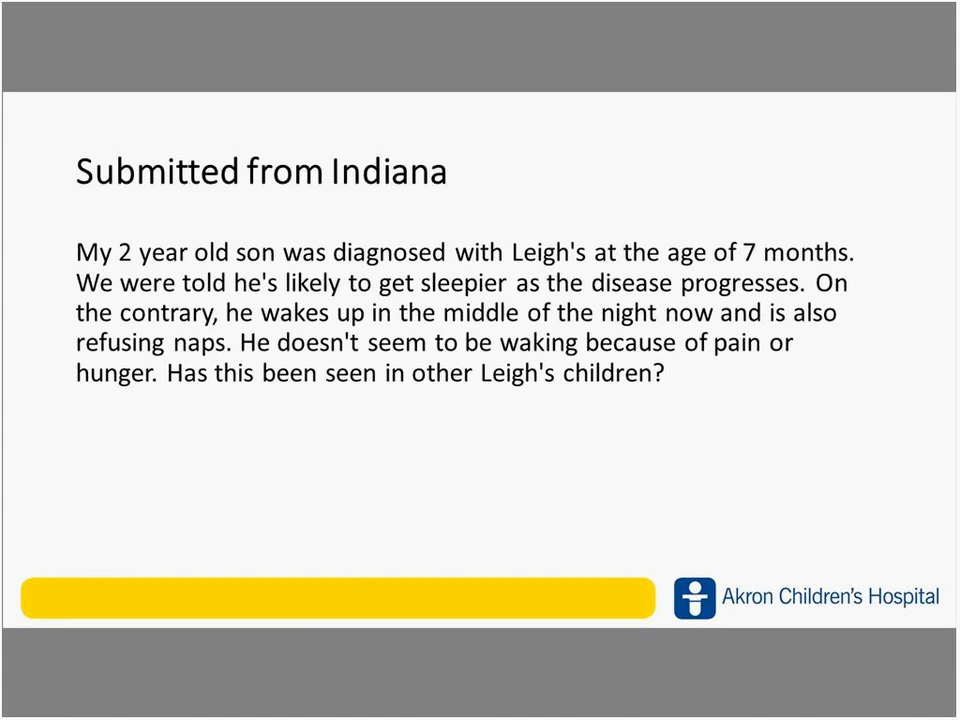 Submitted from Indiana
My 2 year old son was diagnosed with Leigh's at the age of 7 months.
We were told he's likely to get sleepier as the disease progresses. On
the contrary, he wakes up in the middle of the night now and is also
refusing naps. He doesn't seem to be waking because of pain or
hunger. Has this been seen in other Leigh's children?
Akron Children's Hospital